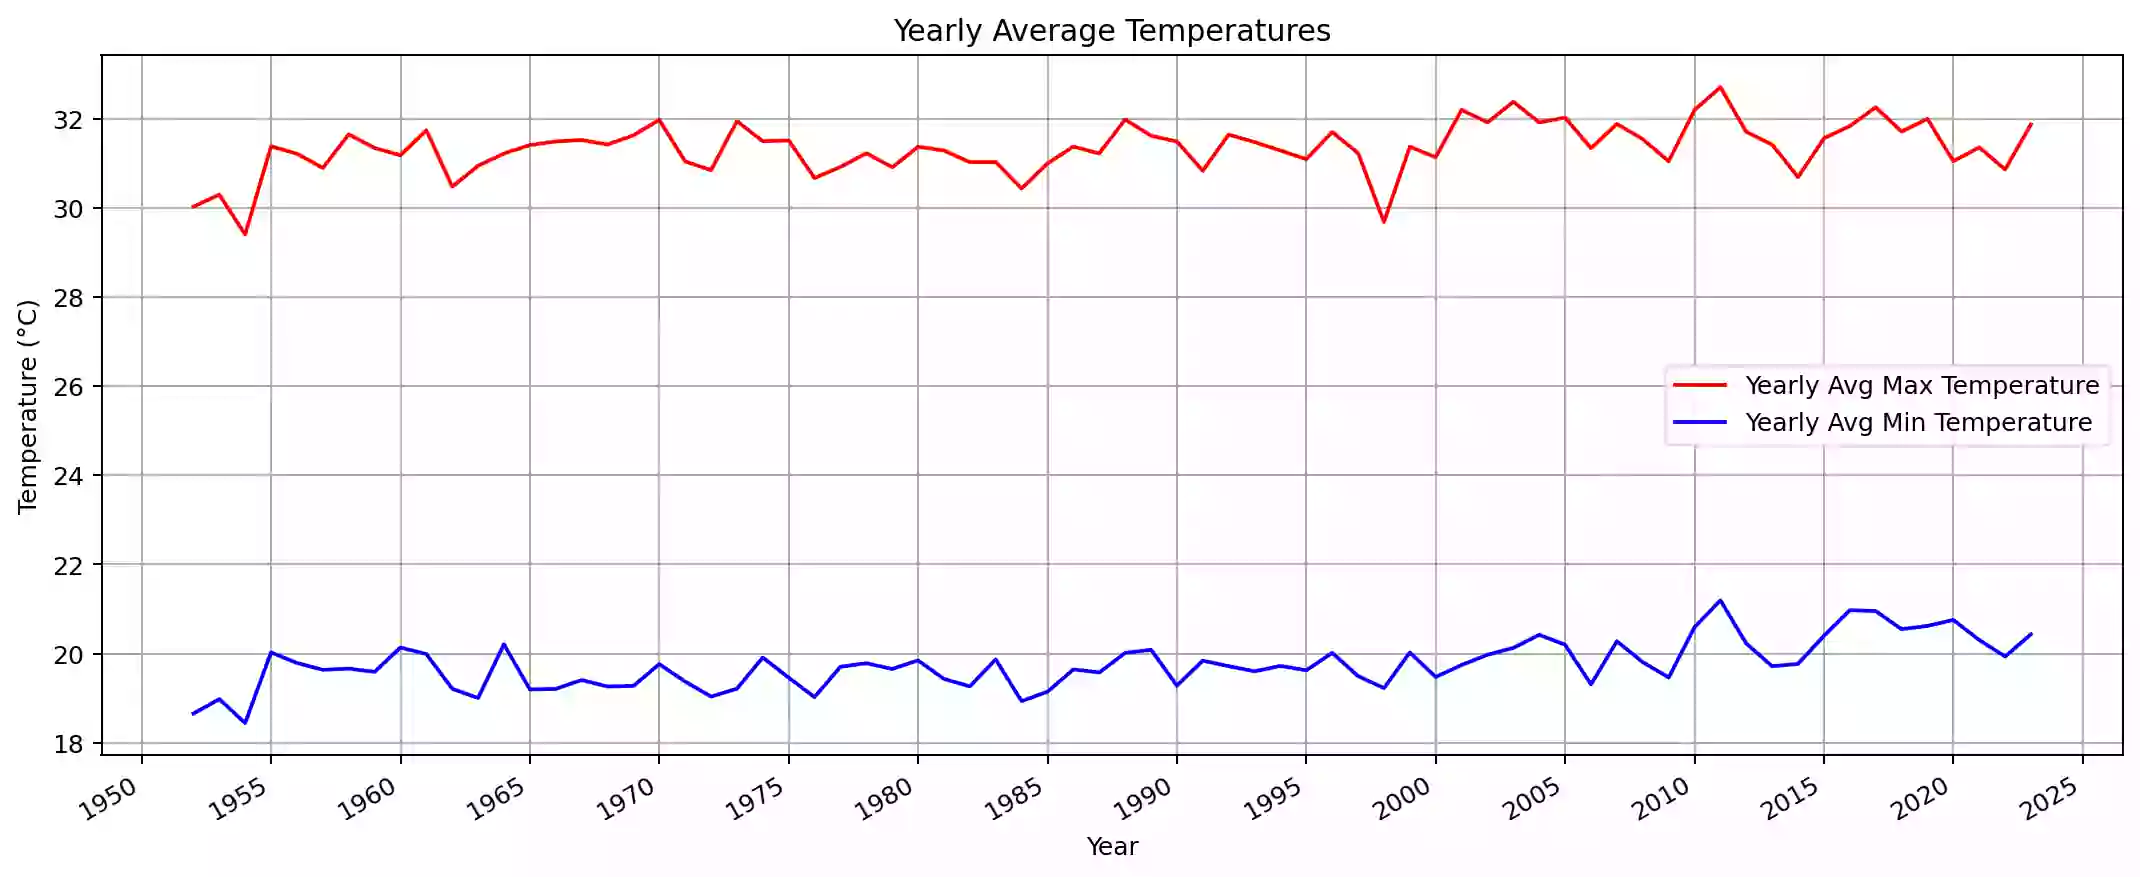 Yearly Average Temperatures
Temperature (°C)
32
30
28
26
24
22
20
18
Yearly Avg Max Temperature
Yearly Avg Min Temperature
1950 1955 1960 1965 1970 1975 1980 1985 1990 1995 2000 2005 2010 2015 2020 2025
Year